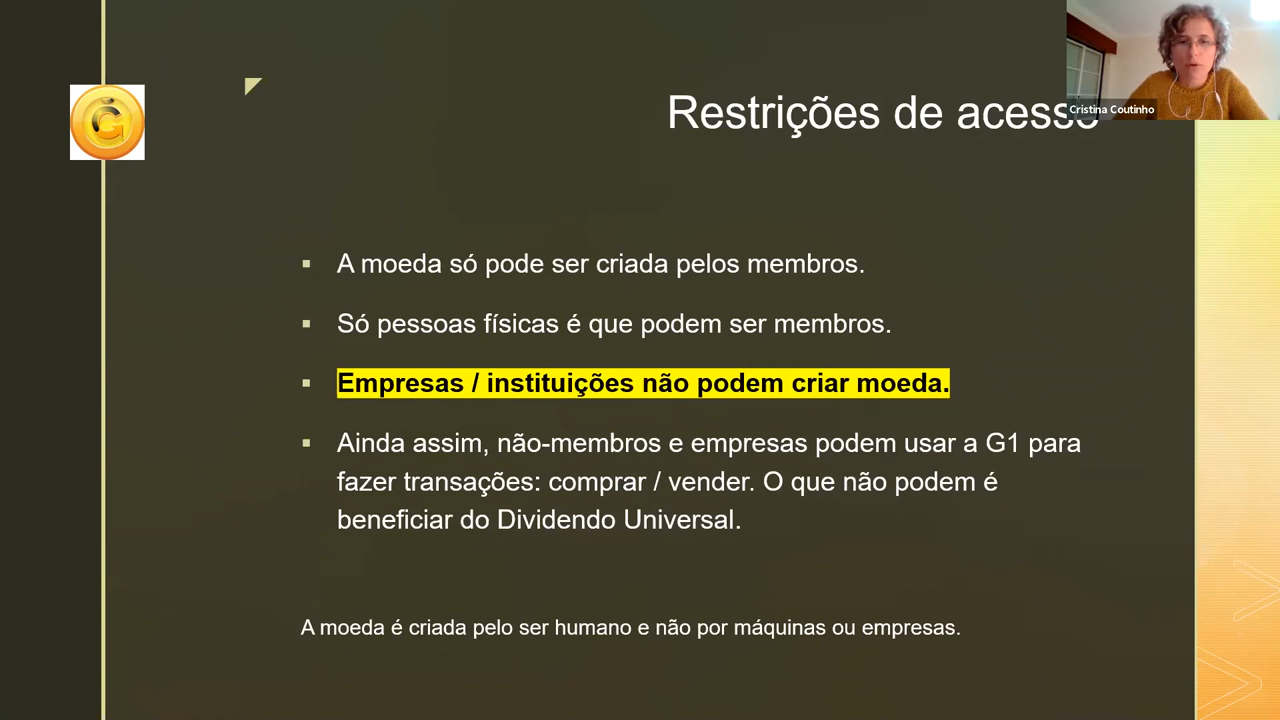 Restrições de acesso
Cristina Coutinho
A moeda só pode ser criada pelos membros.
Só pessoas físicas é que podem ser membros.
Empresas / instituições não podem criar moeda.
Ainda assim, não-membros e empresas podem usar a G1 para
fazer transações: comprar / vender. O que não podem é
beneficiar do Dividendo Universal.
A moeda é criada pelo ser humano e não por máquinas ou empresas.